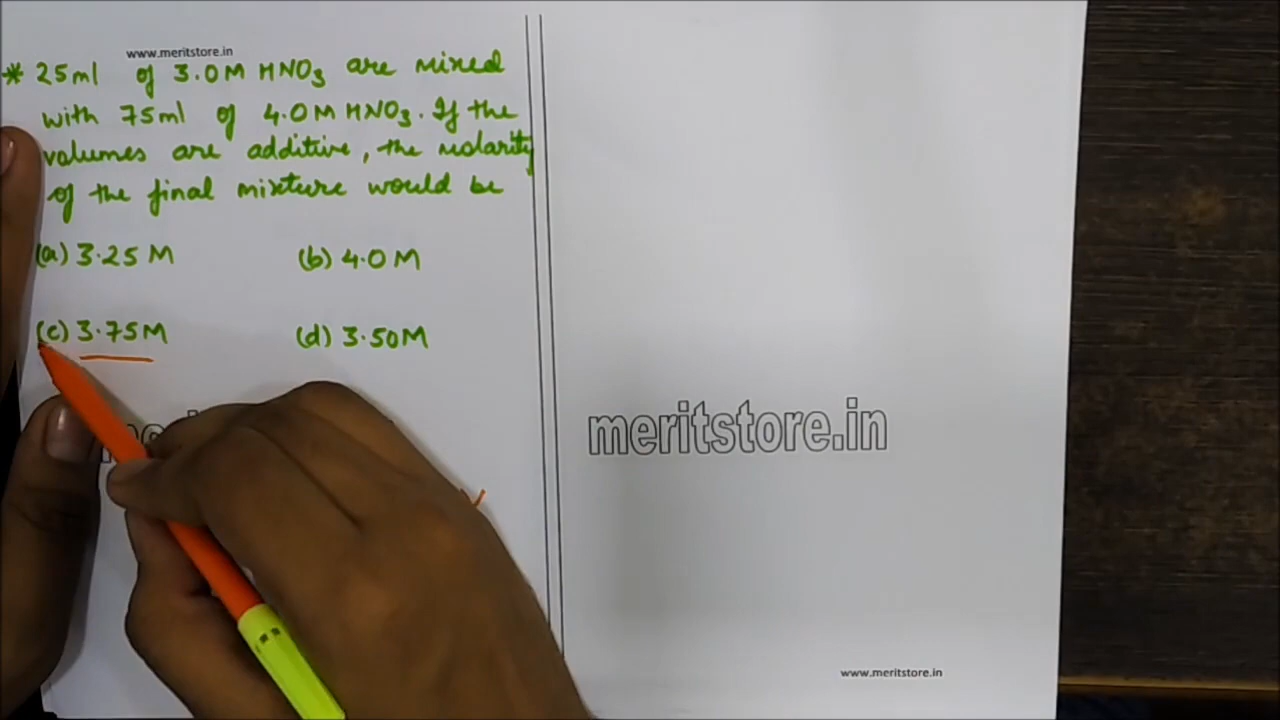 www.meritstore.in
* 25ml of 3.0M HNO3 are mixed
with 75ml of 4.0M HNO3. If the
volumes are additive, the molarity
of the final mixture would be
(a) 3.25 M (b) 4.0 M
(c) 3.75M (d) 3.50M
meritstore.in
www.meritstore.in